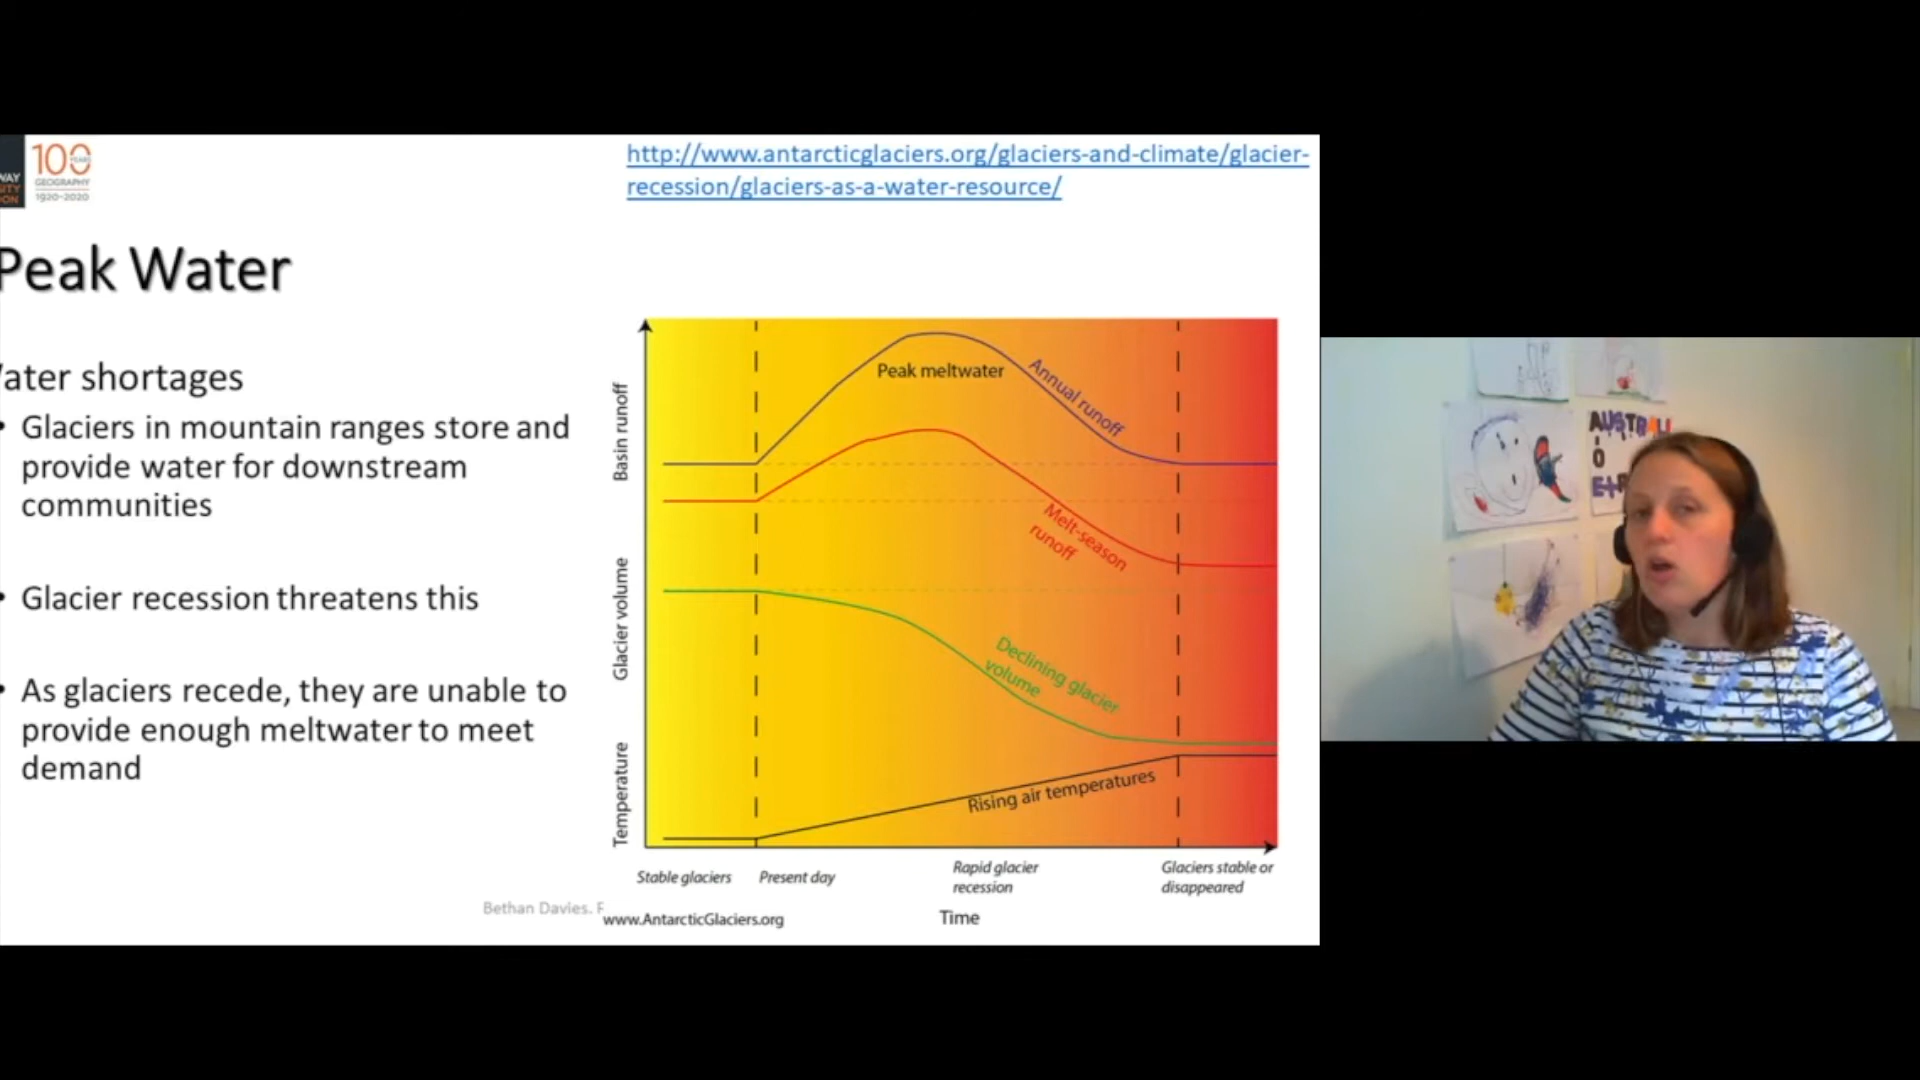 WAY
SITY
ON
100
YEARS
GEOGRAPHY
1920-2020
http://www.antarcticglaciers.org/glaciers-and-climate/glacier-
recession/glaciers-as-a-water-resource/
Peak Water
ater shortages
• Glaciers in mountain ranges store and
provide water for downstream
communities
• Glacier recession threatens this
• As glaciers recede, they are unable to
provide enough meltwater to meet
demand
Basin runoff
Glacier volume
Temperature
Peak meltwater
Annual runoff
Melt-season
runoff
Declining glacier
volume
Rising air temperatures
Stable glaciers
Present day
Rapid glacier
recession
Glaciers stable or
disappeared
Time
Bethan Davies.
www.AntarcticGlaciers.org